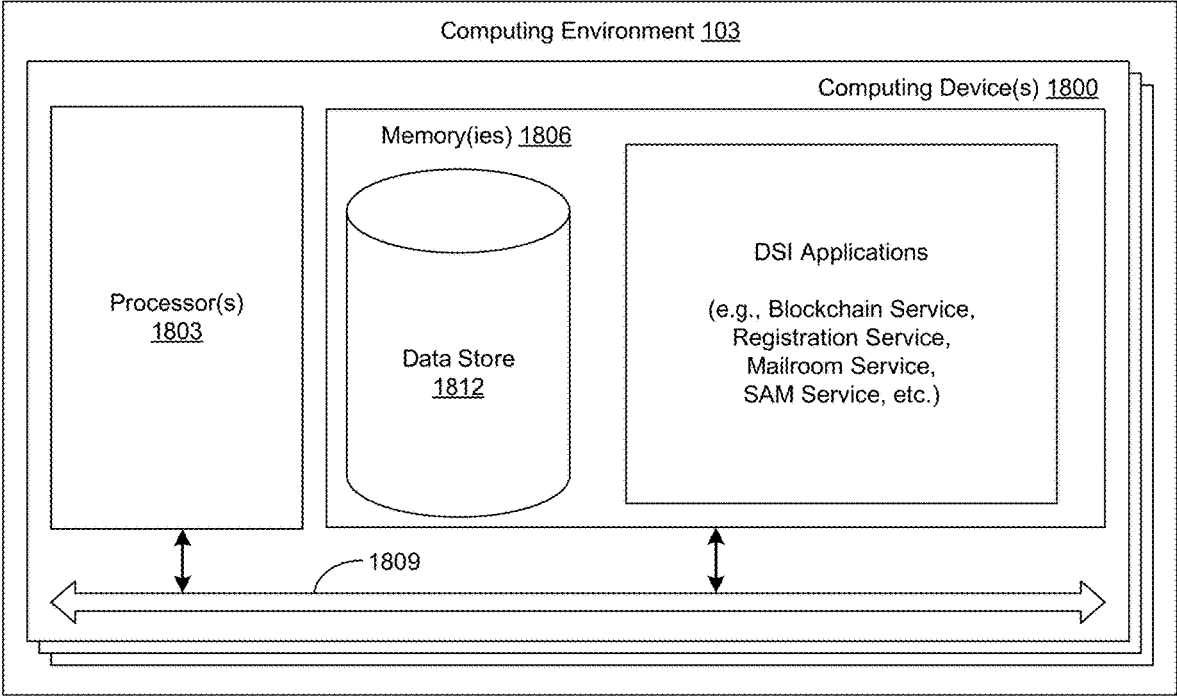 Computing Environment 103
Computing Device(s) 1800
Memory(ies) 1806
Processor(s)
1803
Data Store
1812
DSI Applications
(e.g., Blockchain Service,
Registration Service,
Mailroom Service,
SAM Service, etc.)
1809